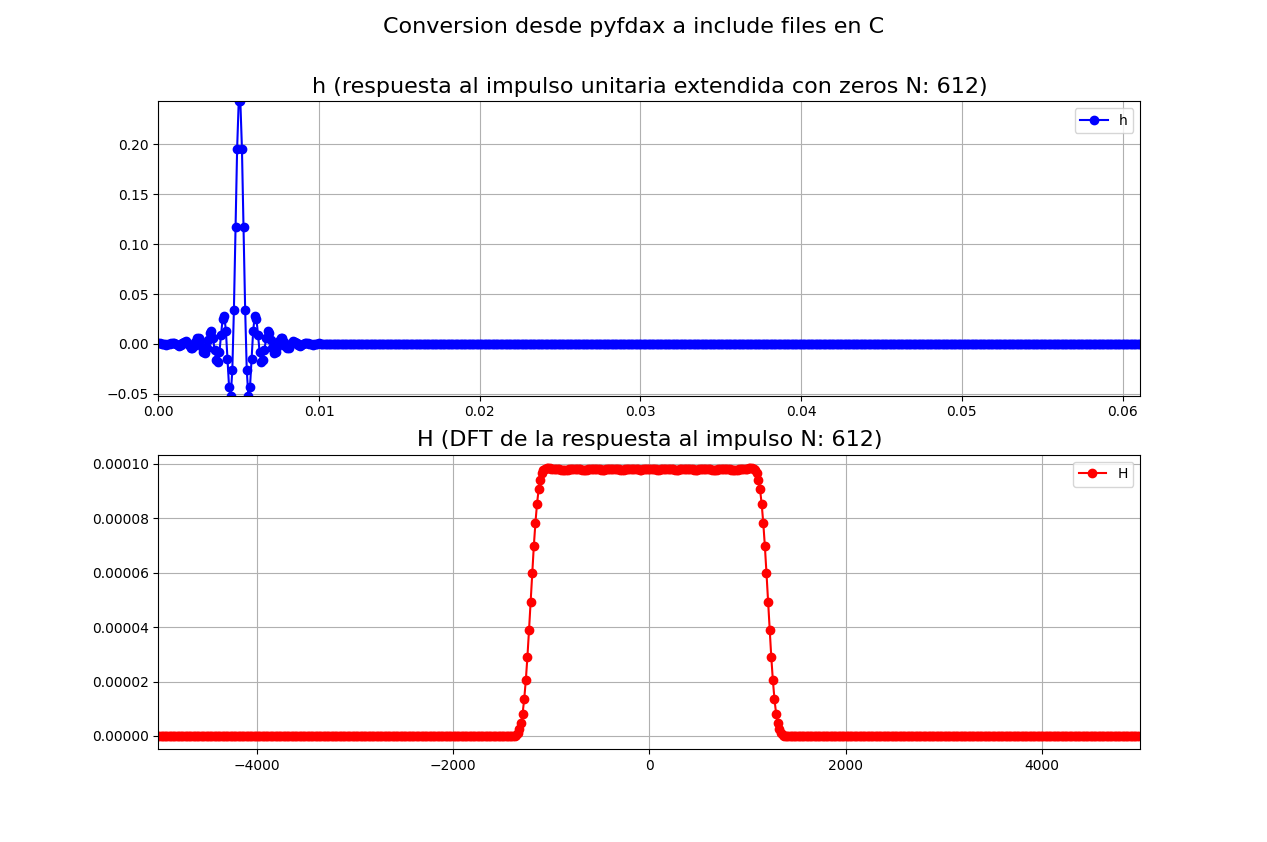 Conversion desde pyfdax a include files en C
h (respuesta al impulso unitaria extendida con zeros N: 612)
h
0.20
0.15
0.10
0.05
0.00
−0.05
0.00 0.01 0.02 0.03 0.04 0.05 0.06
H (DFT de la respuesta al impulso N: 612)
H
0.00010
0.00008
0.00006
0.00004
0.00002
0.00000
−4000 −2000 0 2000 4000